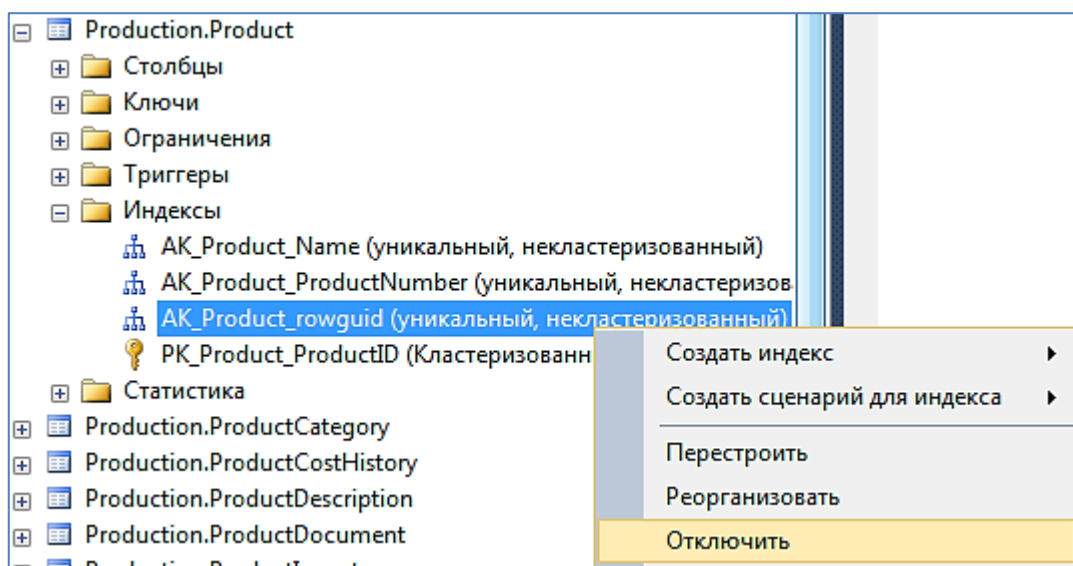 Production.Product
Столбцы
Ключи
Ограничения
Триггеры
Индексы
AK_Product_Name (уникальный, некластеризованный)
AK_Product_ProductNumber (уникальный, некластеризов
AK_Product_rowguid (уникальный, некластеризованный)
PK_Product_ProductID (Кластеризованн
Статистика
Production.ProductCategory
Production.ProductCostHistory
Production.ProductDescription
Production.ProductDocument
Создать индекс
Создать сценарий для индекса
Перестроить
Реорганизовать
Отключить